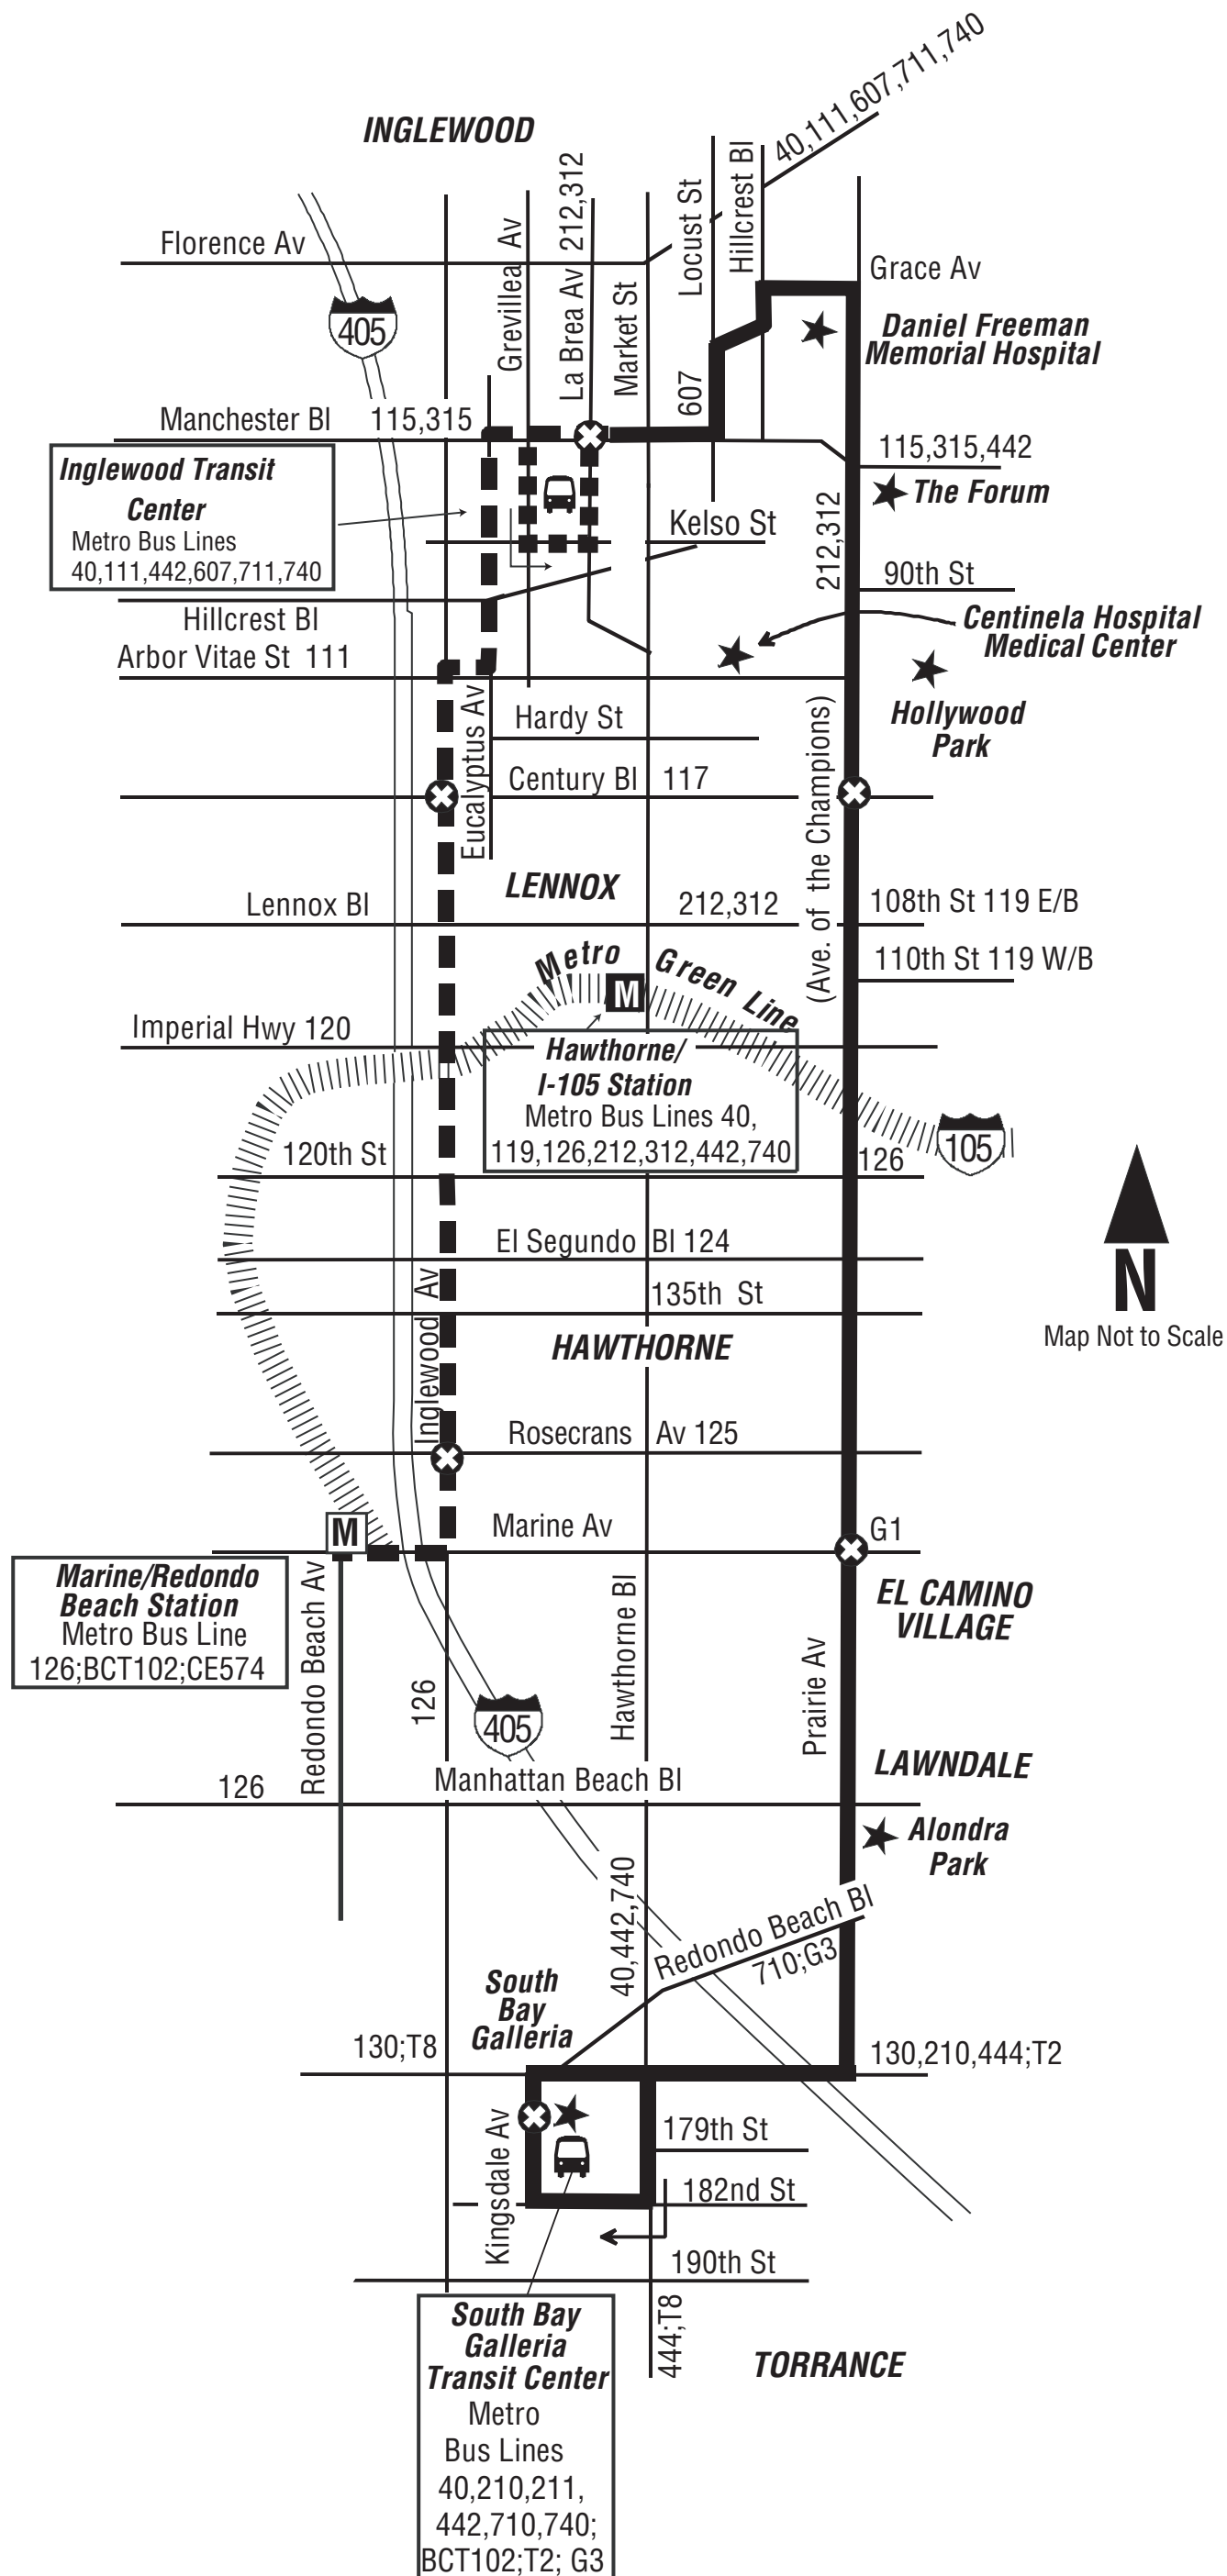 40,111,607,711,740
INGLEWOOD
Florence Av
Grevillea Av
La Brea Av 212,312
Market St
Locust St
Hillcrest Bl
Grace Av
405
Daniel Freeman
Memorial Hospital
607
Manchester Bl 115,315
115,315,442
The Forum
Inglewood Transit
Center
Metro Bus Lines
40,111,442,607,711,740
Kelso St
212,312
90th St
Hillcrest Bl
Centinela Hospital
Medical Center
Arbor Vitae St 111
Hollywood
Park
Eucalyptus Av
Hardy St
Century Bl 117
(Ave. of the Champions)
LENNOX
Lennox Bl
212,312
108th St 119 E/B
110th St 119 W/B
Metro Green Line
M
Imperial Hwy 120
Hawthorne/
I-105 Station
Metro Bus Lines 40,
119,126,212,312,442,740
105
120th St
126
El Segundo Bl 124
135th St
N
Map Not to Scale
Inglewood Av
HAWTHORNE
Rosecrans Av 125
M
Marine Av
G1
Marine/Redondo
Beach Station
Metro Bus Line
126;BCT102;CE574
Redondo Beach Av
126
Hawthorne Bl
Prairie Av
EL CAMINO
VILLAGE
405
LAWNDALE
126
Manhattan Beach Bl
Alondra
Park
40,442,740
Redondo Beach Bl
710;G3
South
Bay
Galleria
130;T8
130,210,444;T2
Kingsdale Av
179th St
182nd St
190th St
444;T8
TORRANCE
South Bay
Galleria
Transit Center
Metro
Bus Lines
40,210,211,
442,710,740;
BCT102;T2; G3